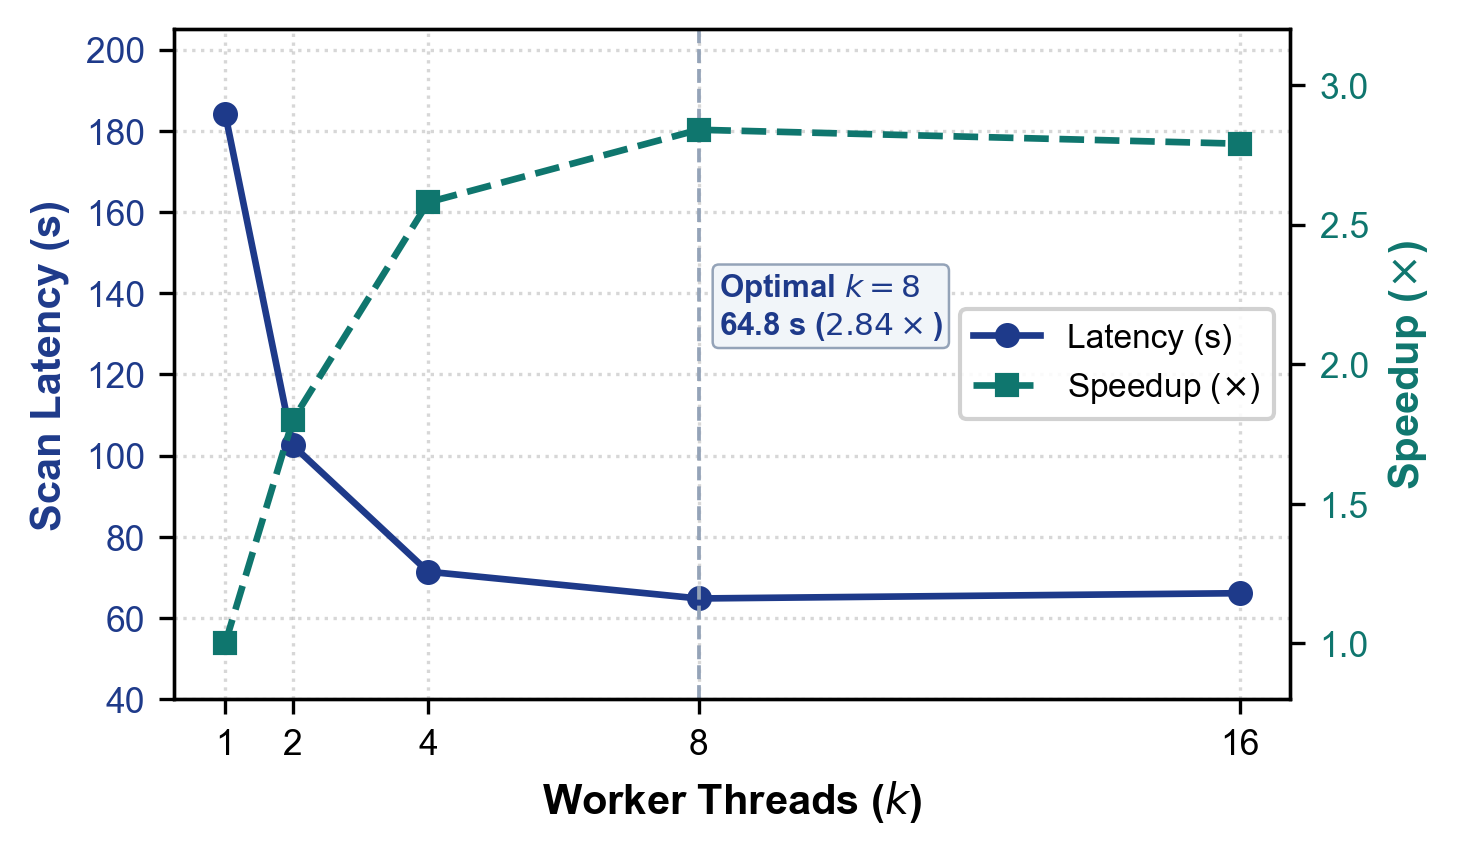 200
180
160
140
120
100
80
60
40
Scan Latency (s)
3.0
2.5
2.0
1.5
1.0
Speedup (×)
Optimal k = 8
64.8 s (2.84 × )
Latency (s)
Speedup (×)
1 2 4 8 16
Worker Threads (k)